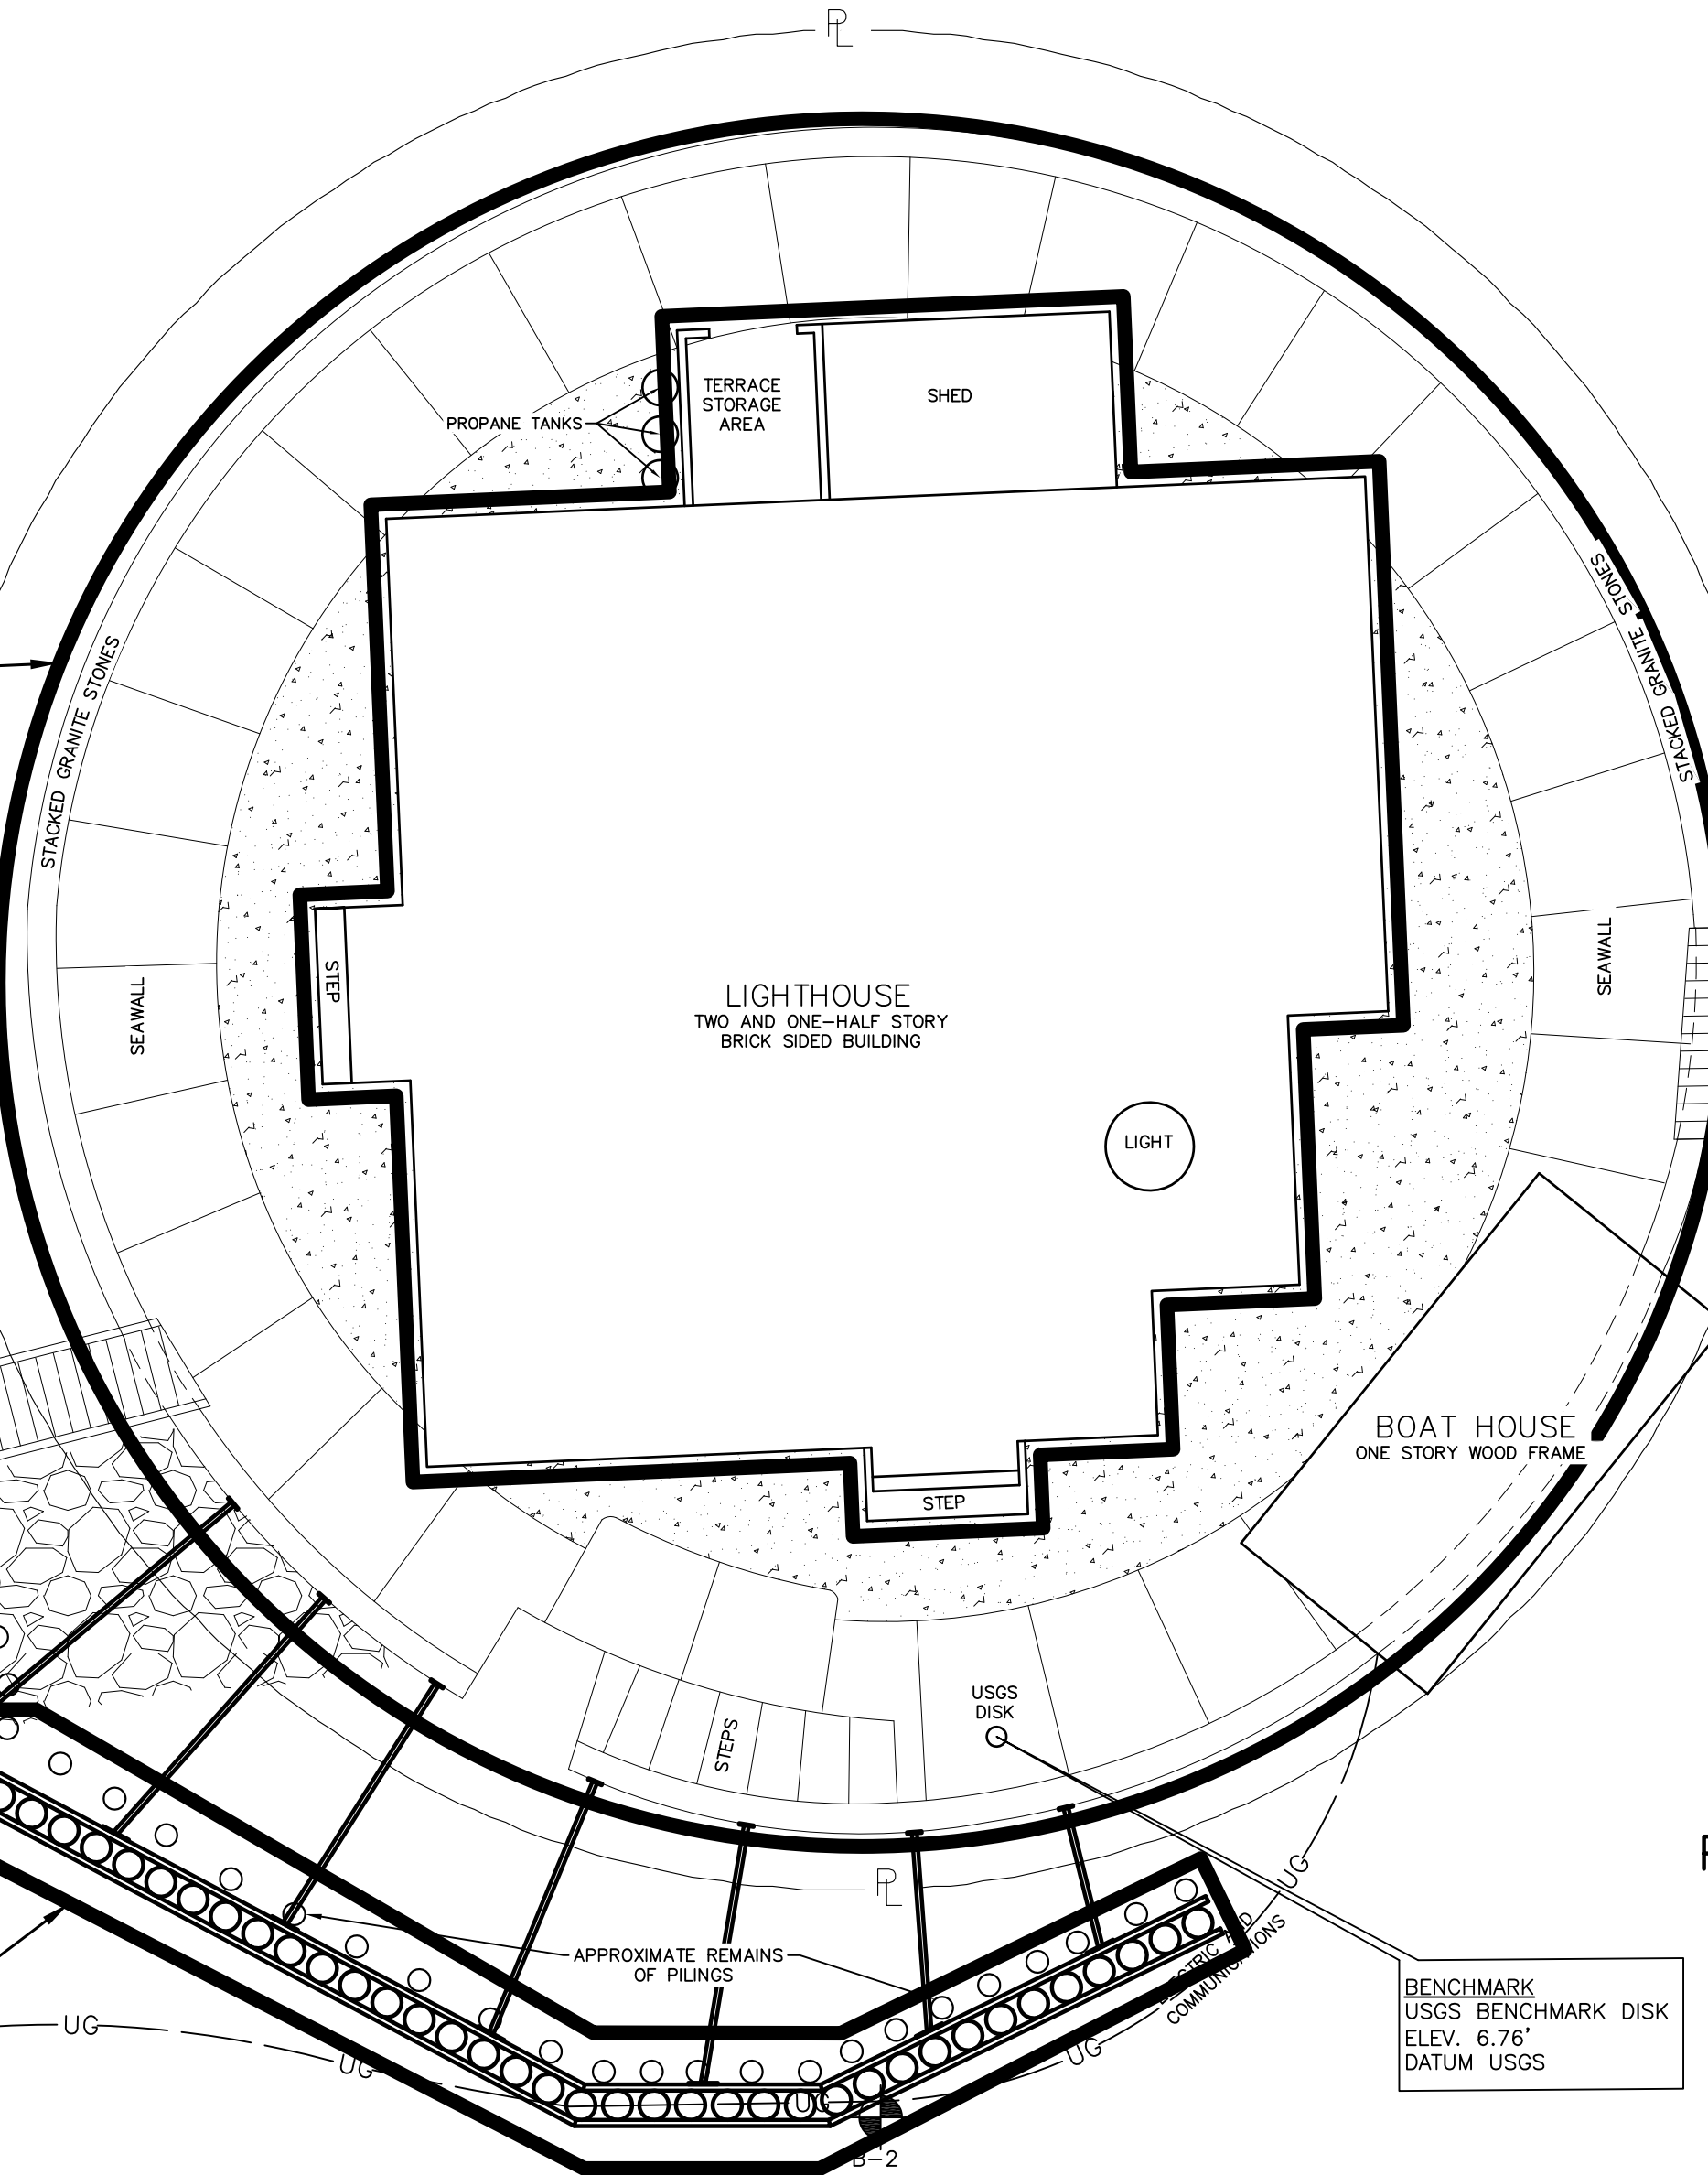 PL
STACKED GRANITE STONES
STACKED GRANITE STONES
PROPANE TANKS
TERRACE
STORAGE
AREA
SHED
SEAWALL
STEP
LIGHTHOUSE
TWO AND ONE-HALF STORY
BRICK SIDED BUILDING
SEAWALL
LIGHT
BOAT HOUSE
ONE STORY WOOD FRAME
STEP
USGS
DISK
STEPS
PL
UG
APPROXIMATE REMAINS
OF PILINGS
COMMUNICATIONS
BENCHMARK
USGS BENCHMARK DISK
ELEV. 6.76'
DATUM USGS
UG
UG
UG
UG
B-2